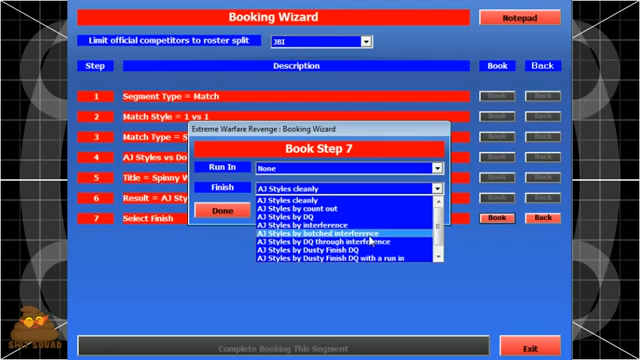 Booking Wizard
Notepad
Limit official competitors to roster split
JBI
Step
Description
Book
Back
1
Segment Type = Match
Book
Back
2
Match Style = 1 vs 1
Book
Back
3
Match Type = S
Book
Back
4
AJ Styles vs Do
Book
Back
5
Title = Spinny W
Book
Back
6
Result = AJ Sty
Book
Back
7
Select Finish
Book
Back
Extreme Warfare Revenge : Booking Wizard
Book Step 7
Run In
None
Finish
AJ Styles cleanly
Done
AJ Styles cleanly
AJ Styles by count out
AJ Styles by DQ
AJ Styles by interference
AJ Styles by botched interference
AJ Styles by DQ through interference
AJ Styles by Dusty Finish DQ
AJ Styles by Dusty Finish DQ with a run in
SHIT SQUAD
Complete Booking This Segment
Exit